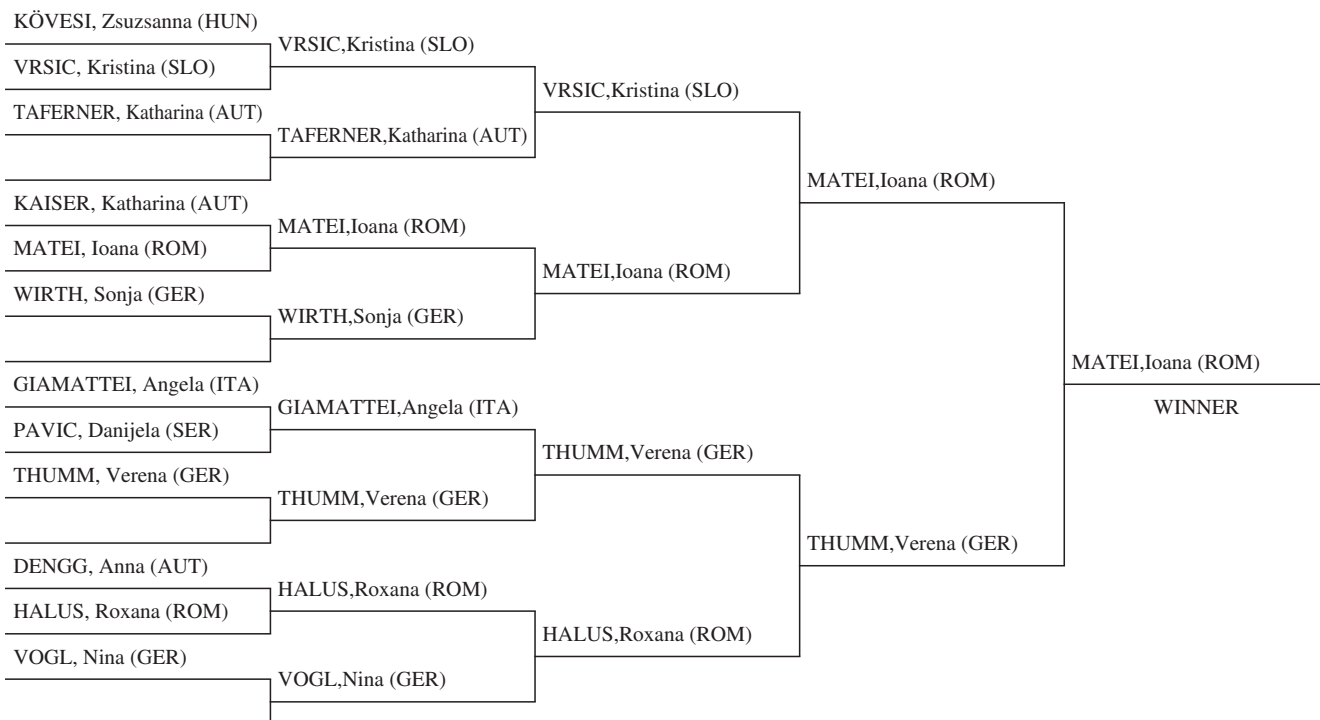 KÖVESI, Zsuzsanna (HUN)
VRSIC, Kristina (SLO)
TAFERNER, Katharina (AUT)
KAISER, Katharina (AUT)
MATEI, Ioana (ROM)
WIRTH, Sonja (GER)
GIAMATTEI, Angela (ITA)
PAVIC, Danijela (SER)
THUMM, Verena (GER)
DENGG, Anna (AUT)
HALUS, Roxana (ROM)
VOGL, Nina (GER)
VRSIC,Kristina (SLO)
TAFERNER,Katharina (AUT)
MATEI,Ioana (ROM)
WIRTH,Sonja (GER)
GIAMATTEI,Angela (ITA)
THUMM,Verena (GER)
HALUS,Roxana (ROM)
VOGL,Nina (GER)
VRSIC,Kristina (SLO)
MATEI,Ioana (ROM)
THUMM,Verena (GER)
HALUS,Roxana (ROM)
MATEI,Ioana (ROM)
THUMM,Verena (GER)
MATEI,Ioana (ROM)
WINNER